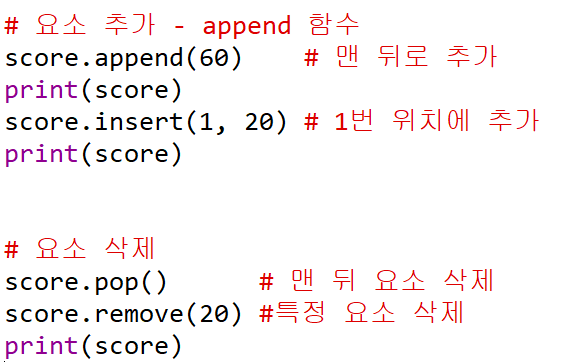 # 요소 추가 - append 함수
score.append(60)    # 맨 뒤로 추가
print(score)
score.insert(1, 20) # 1번 위치에 추가
print(score)
# 요소 삭제
score.pop()      # 맨 뒤 요소 삭제
score.remove(20) #특정 요소 삭제
print(score)